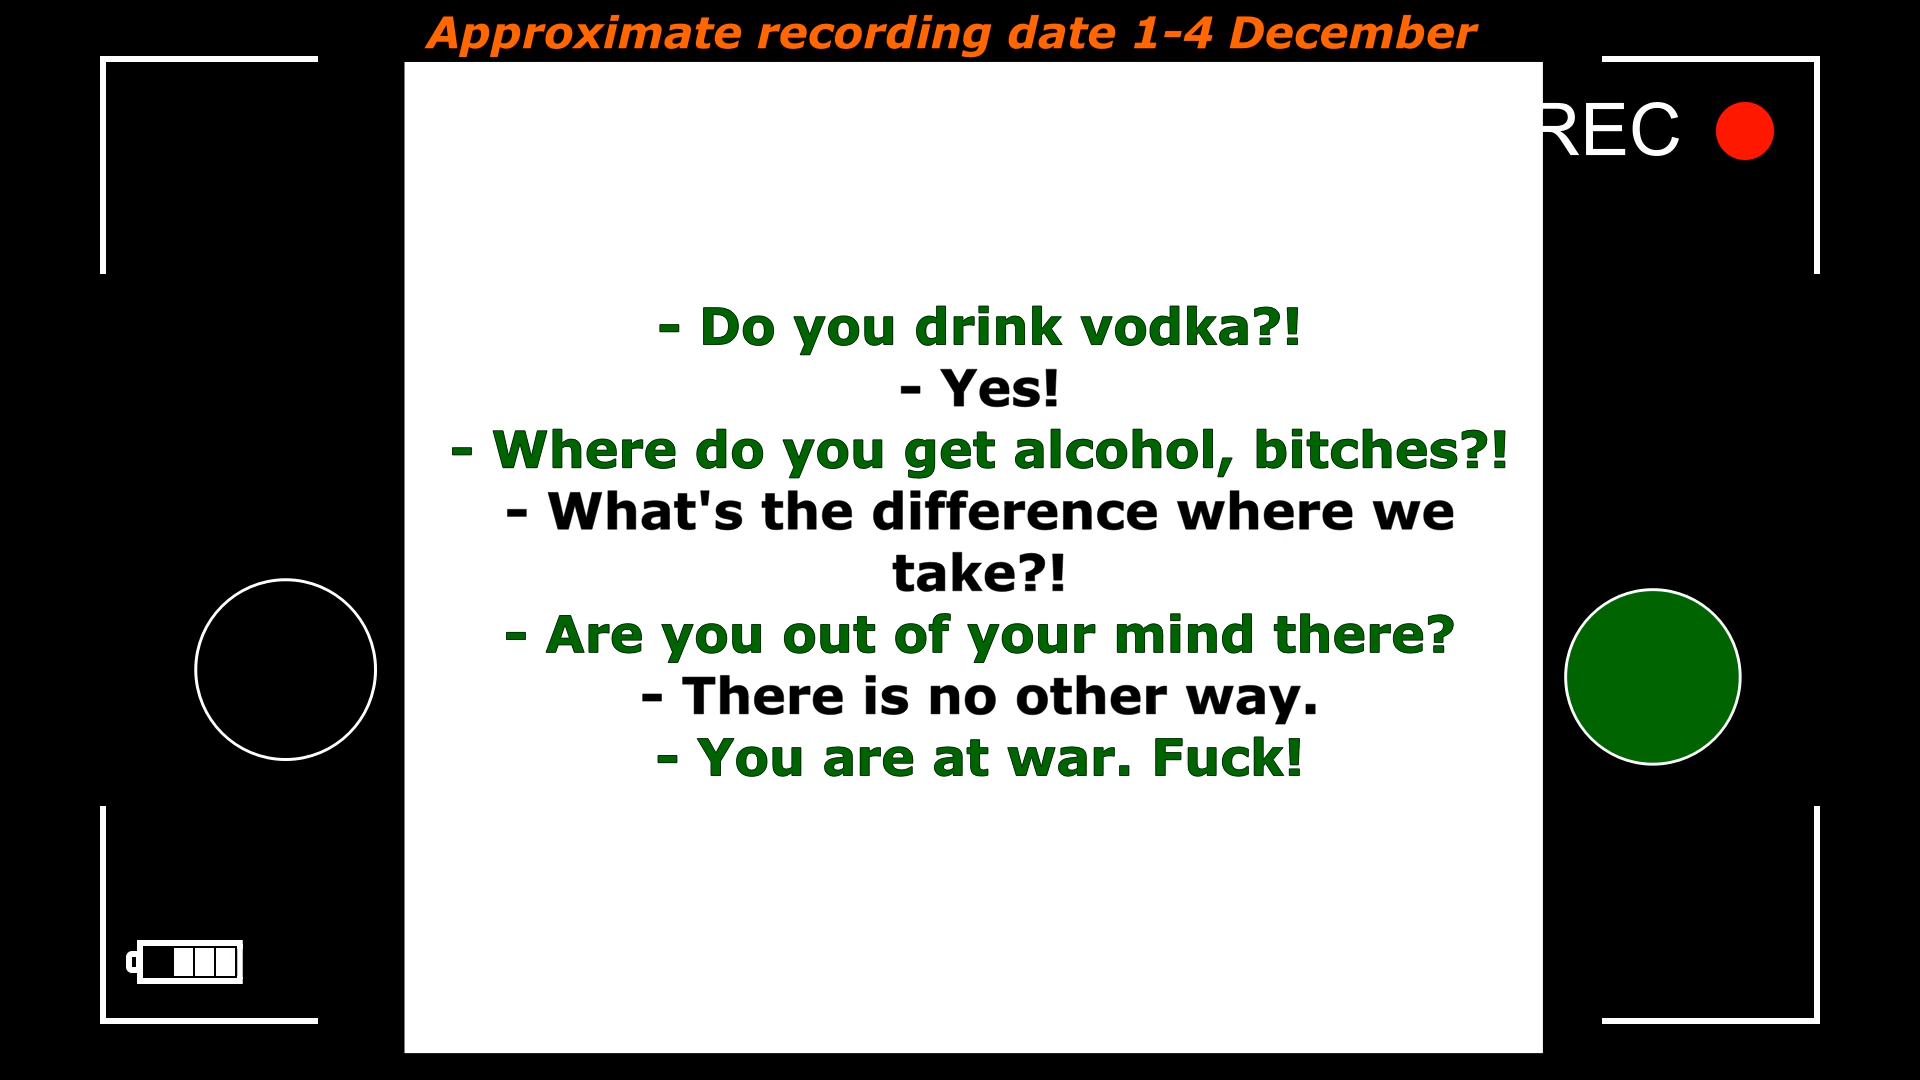 Approximate recording date 1-4 December
REC
- Do you drink vodka?!
- Yes!
- Where do you get alcohol, bitches?!
- What's the difference where we
take?!
- Are you out of your mind there?
- There is no other way.
- You are at war. Fuck!